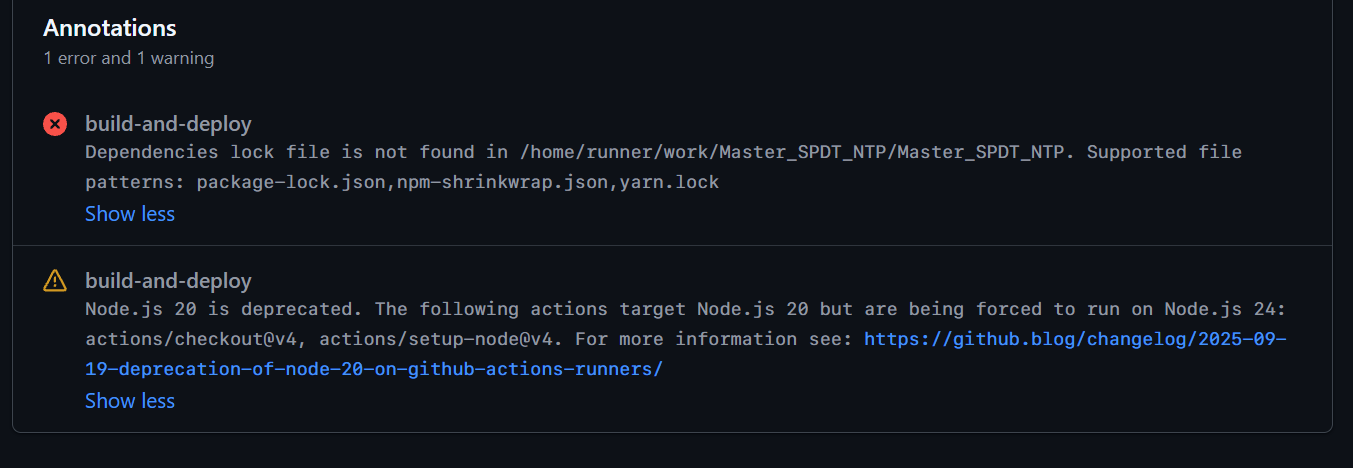 Annotations
1 error and 1 warning
build-and-deploy
Dependencies lock file is not found in /home/runner/work/Master_SPDT_NTP/Master_SPDT_NTP. Supported file
patterns: package-lock.json,npm-shrinkwrap.json,yarn.lock
Show less
build-and-deploy
Node.js 20 is deprecated. The following actions target Node.js 20 but are being forced to run on Node.js 24:
actions/checkout@v4, actions/setup-node@v4. For more information see: https://github.blog/changelog/2025-09-
19-deprecation-of-node-20-on-github-actions-runners/
Show less